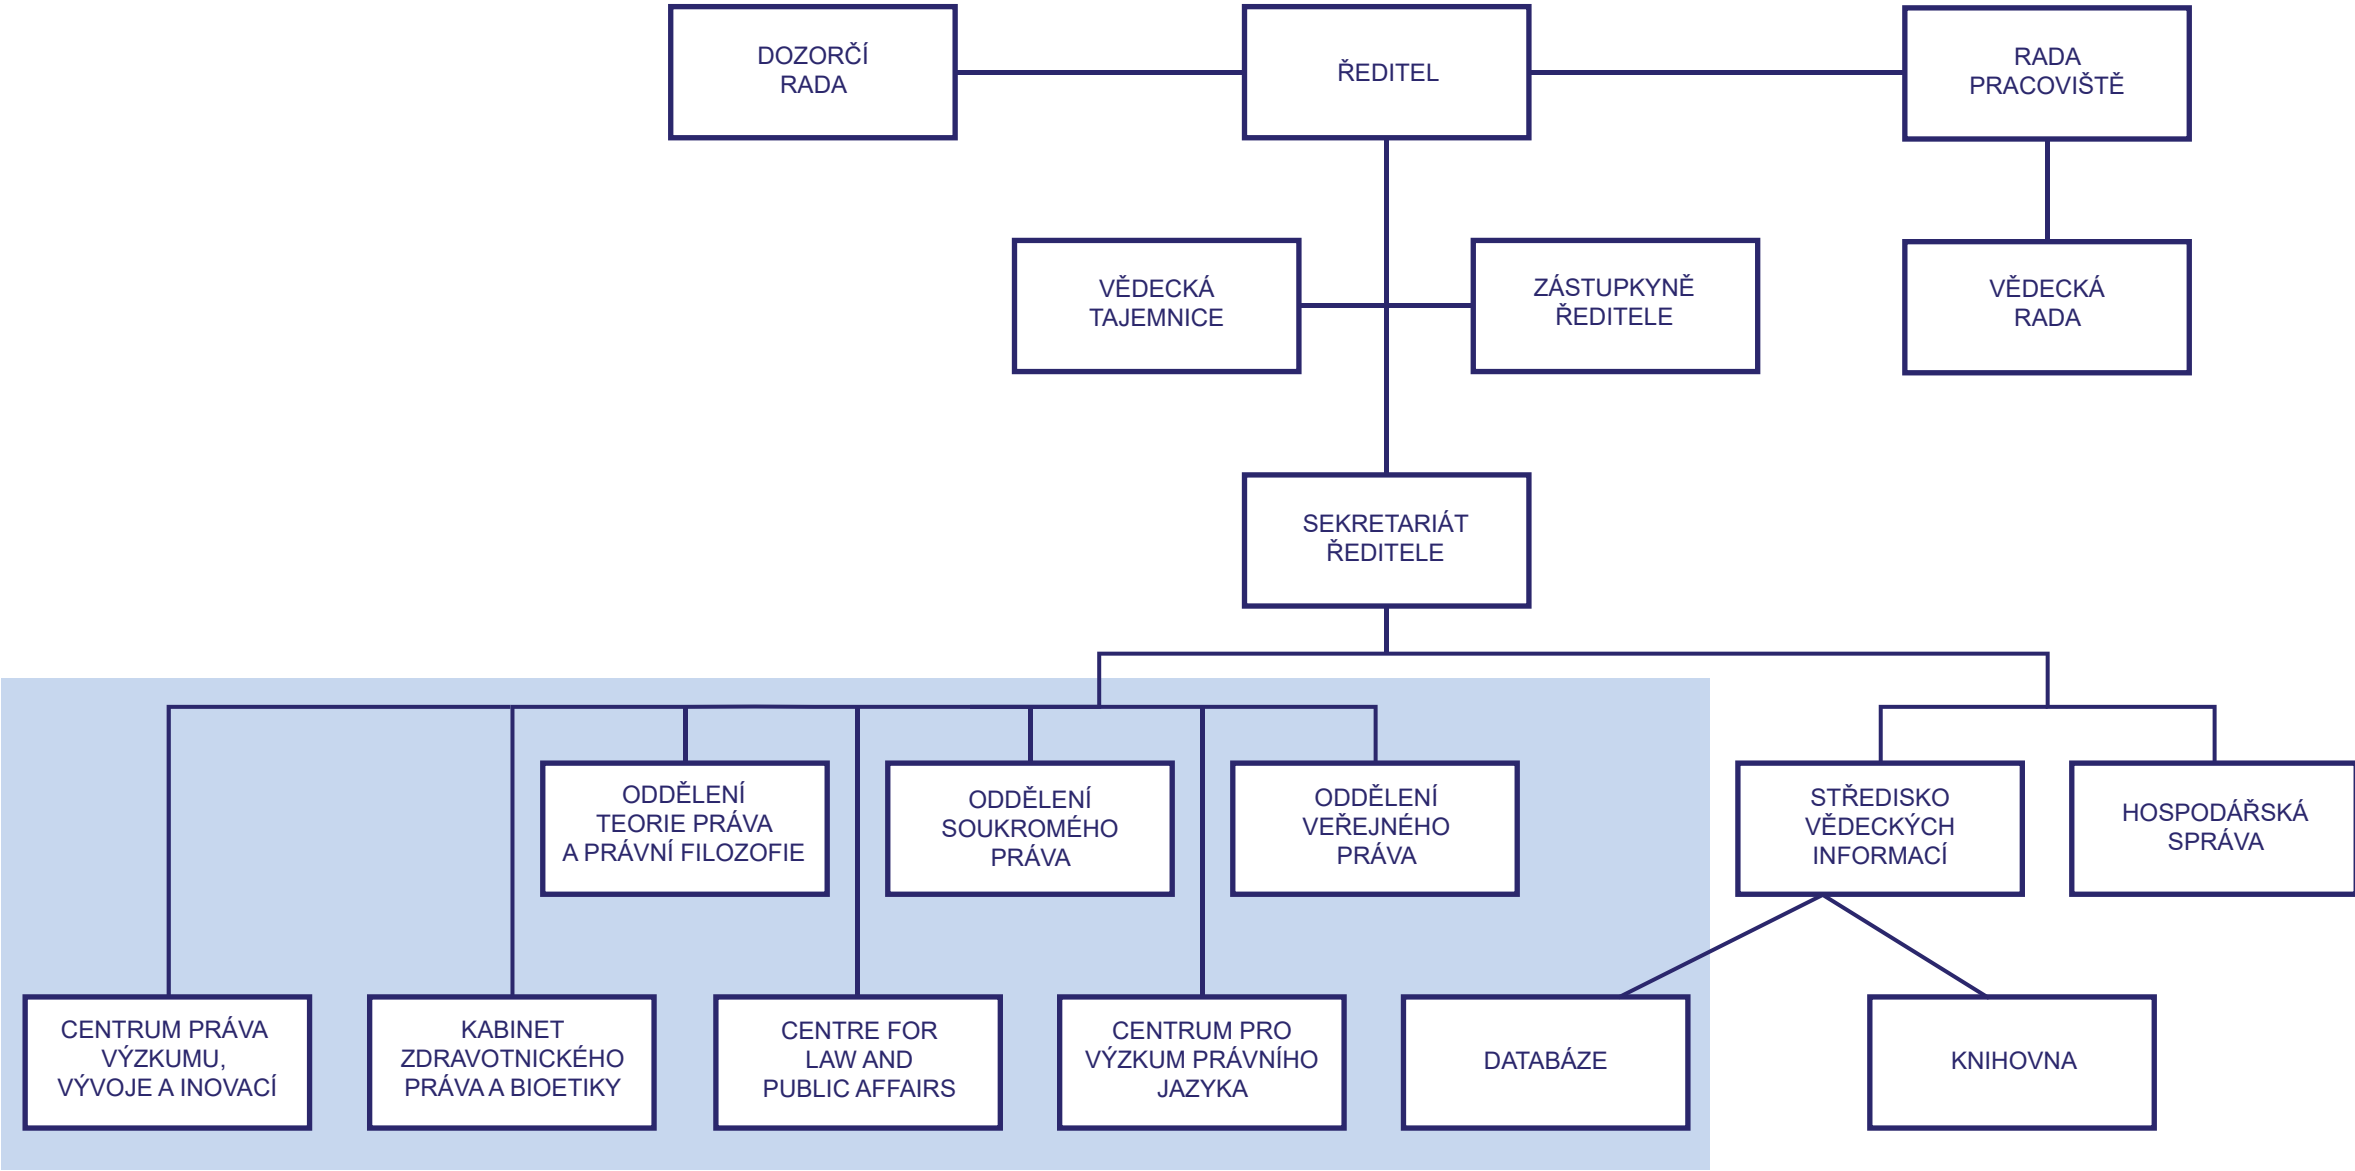 DOZORČÍ
RADA
ŘEDITEL
RADA
PRACOVIŠTĚ
VĚDECKÁ
TAJEMNICE
ZÁSTUPKYNĚ
ŘEDITELE
VĚDECKÁ
RADA
SEKRETARIÁT
ŘEDITELE
ODDĚLENÍ
TEORIE PRÁVA
A PRÁVNÍ FILOZOFIE
ODDĚLENÍ
SOUKROMÉHO
PRÁVA
ODDĚLENÍ
VEŘEJNÉHO
PRÁVA
STŘEDISKO
VĚDECKÝCH
INFORMACÍ
HOSPODÁŘSKÁ
SPRÁVA
CENTRUM PRÁVA
VÝZKUMU,
VÝVOJE A INOVACÍ
KABINET
ZDRAVOTNICKÉHO
PRÁVA A BIOETIKY
CENTRE FOR
LAW AND
PUBLIC AFFAIRS
CENTRUM PRO
VÝZKUM PRÁVNÍHO
JAZYKA
DATABÁZE
KNIHOVNA